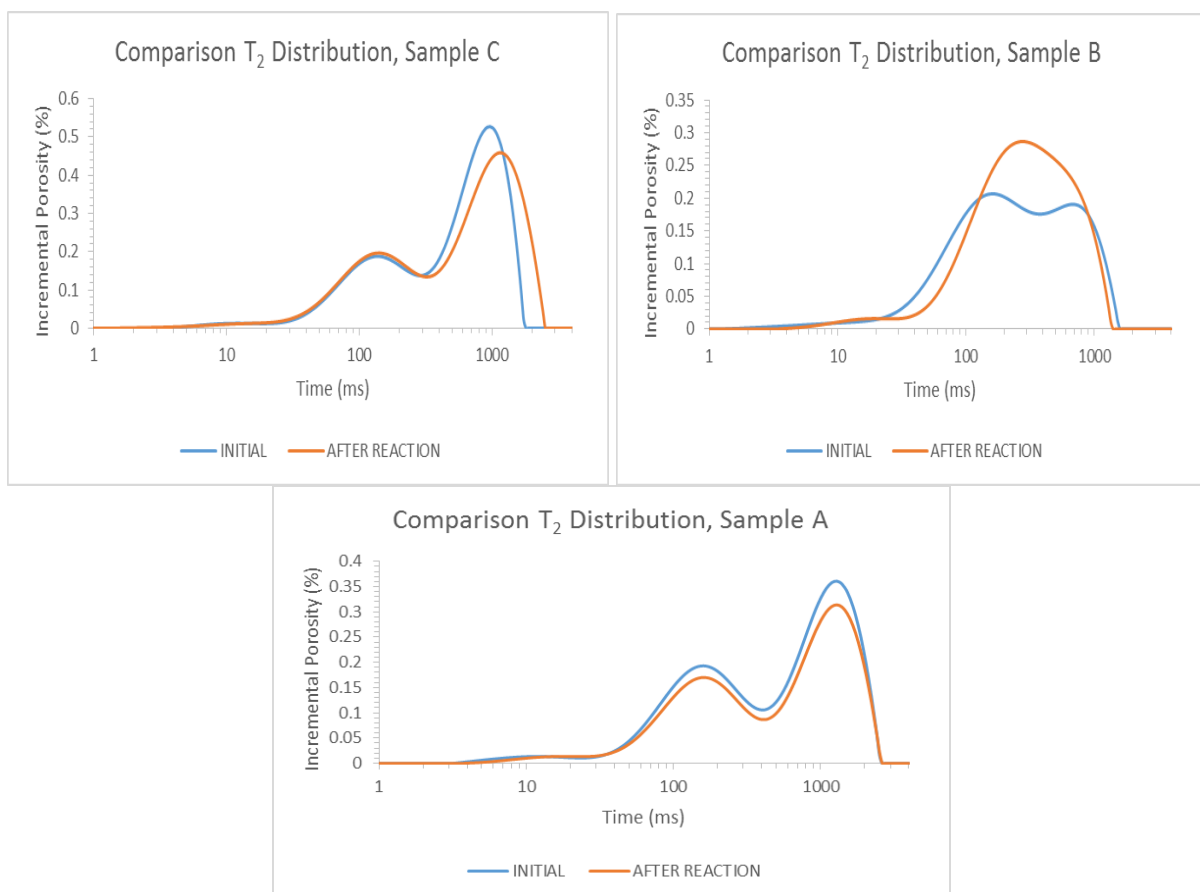 Comparison T2 Distribution, Sample C
Incremental Porosity (%)
0.6
0.5
0.4
0.3
0.2
0.1
0
1 10 100 1000
Time (ms)
INITIAL AFTER REACTION
Comparison T2 Distribution, Sample B
Incremental Porosity (%)
0.35
0.3
0.25
0.2
0.15
0.1
0.05
0
1 10 100 1000
Time (ms)
INITIAL AFTER REACTION
Comparison T2 Distribution, Sample A
Incremental Porosity (%)
0.4
0.35
0.3
0.25
0.2
0.15
0.1
0.05
0
1 10 100 1000
Time (ms)
INITIAL AFTER REACTION